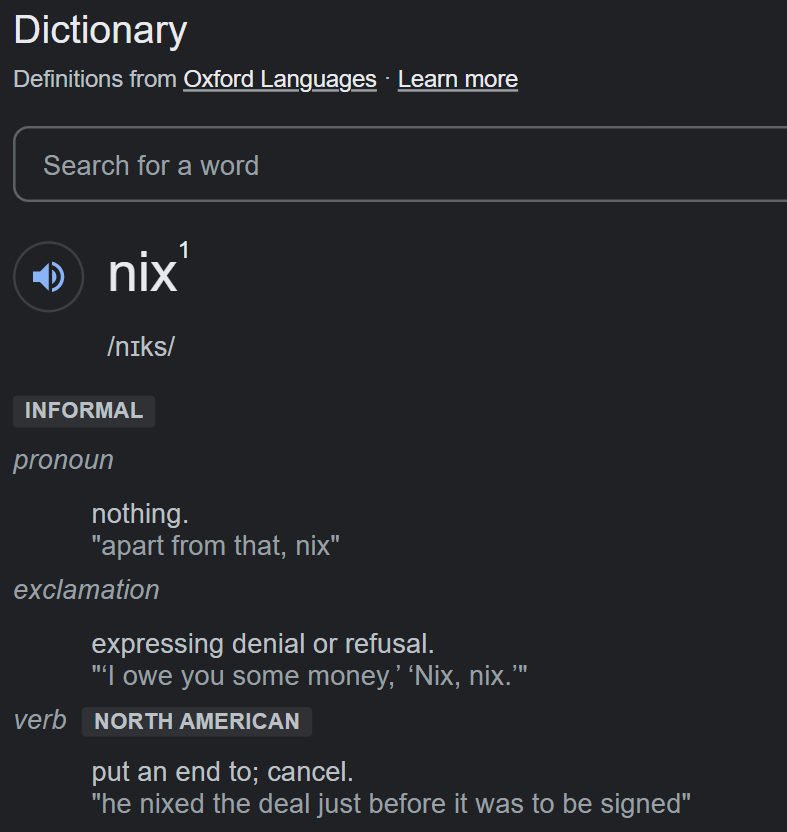 Dictionary
Definitions from Oxford Languages · Learn more
Search for a word
nix¹
/nɪks/
INFORMAL
pronoun
nothing.
"apart from that, nix"
exclamation
expressing denial or refusal.
"‘I owe you some money,’ ‘Nix, nix.’"
verb NORTH AMERICAN
put an end to; cancel.
"he nixed the deal just before it was to be signed"